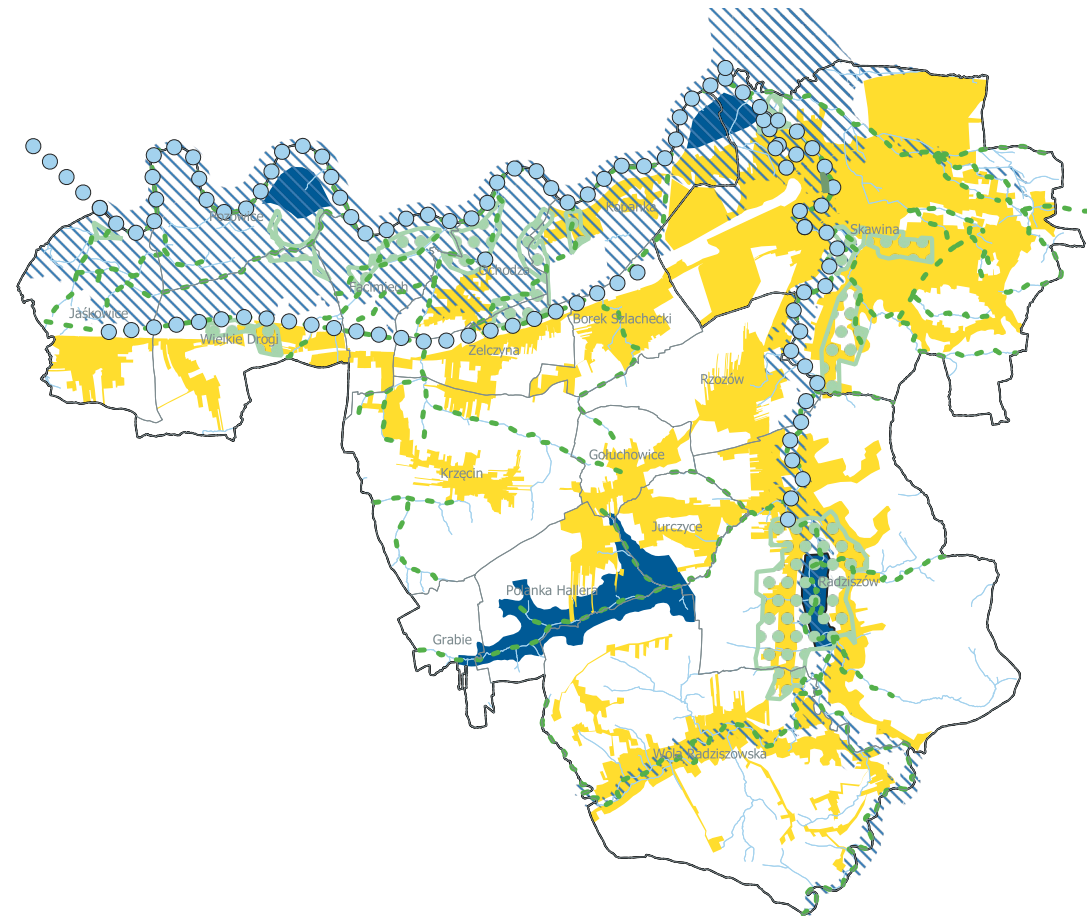 Pozowice
Skawina
Kopanka
Ochodza
Facimiech
Jaśkowice
Borek Szlachecki
Wielkie Drogi
Zelczyna
Rzozów
Gołuchowice
Krzęcin
Jurczyce
Radziszów
Polanka Hallera
Grabie
Wola Radziszowska